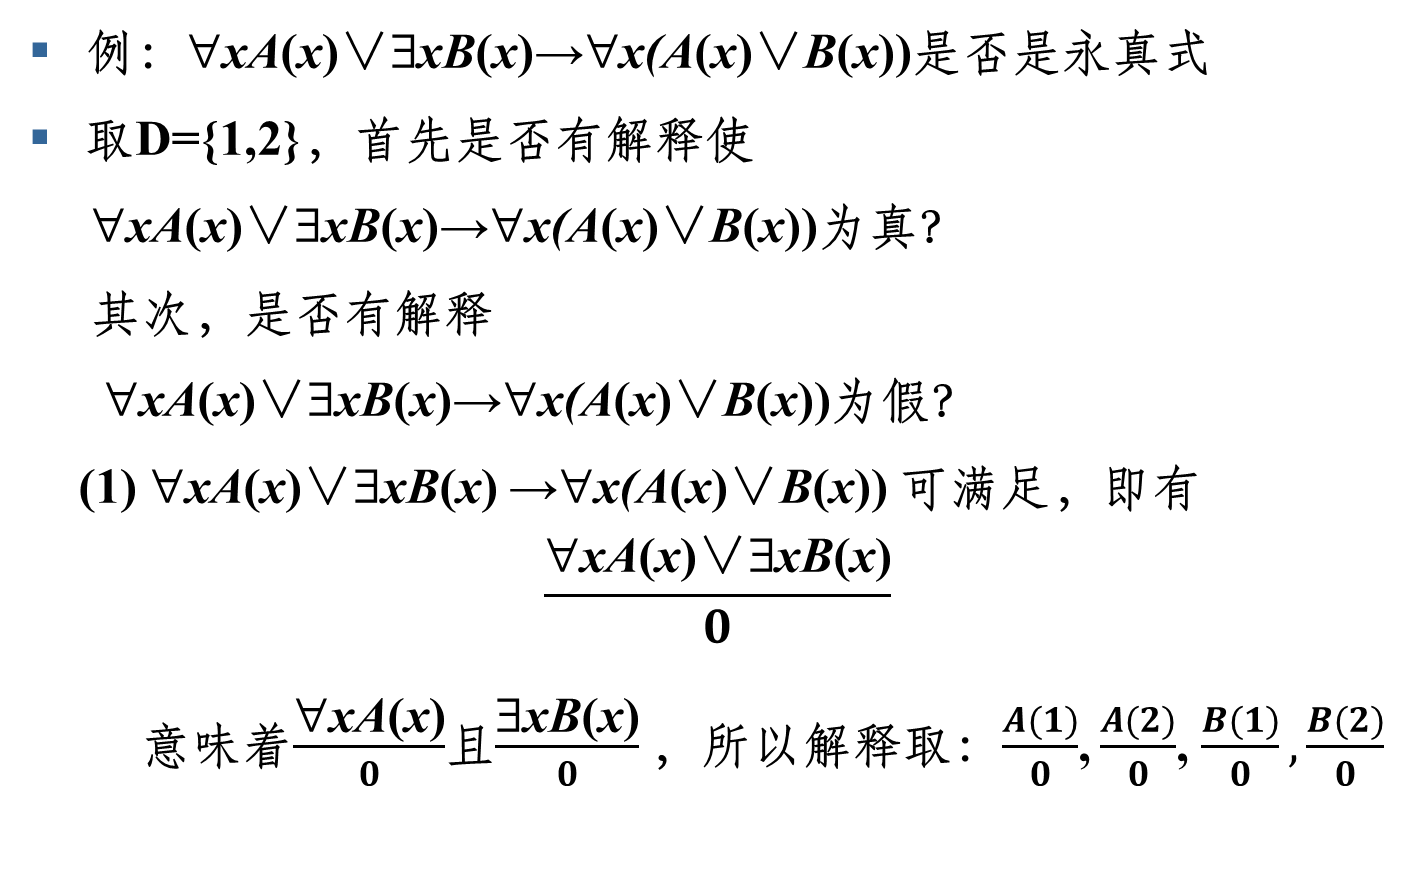 ▪ 例：∀xA(x)∨∃xB(x)→∀x(A(x)∨B(x))是否是永真式
▪ 取D={1,2}，首先是否有解释使
∀xA(x)∨∃xB(x)→∀x(A(x)∨B(x))为真?
其次，是否有解释
∀xA(x)∨∃xB(x)→∀x(A(x)∨B(x))为假?
(1) ∀xA(x)∨∃xB(x) →∀x(A(x)∨B(x)) 可满足，即有
∀xA(x)∨∃xB(x)
0
意味着 ∀xA(x)/0 且 ∃xB(x)/0 ，所以解释取：A(1)/0, A(2)/0, B(1)/0 , B(2)/0